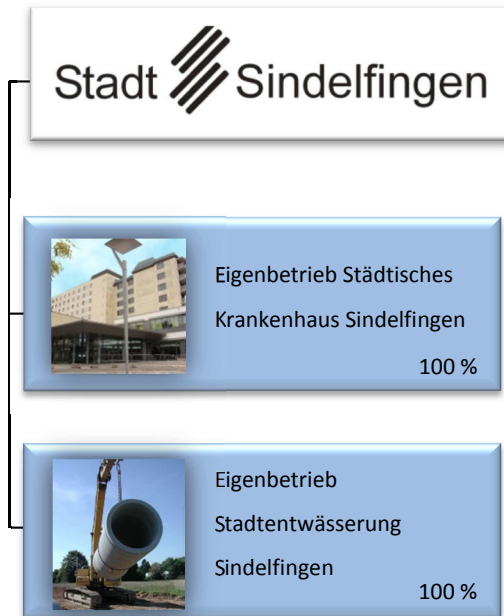 Stadt Sindelfingen
Eigenbetrieb Städtisches
Krankenhaus Sindelfingen
100 %
Eigenbetrieb
Stadtentwässerung
Sindelfingen
100 %